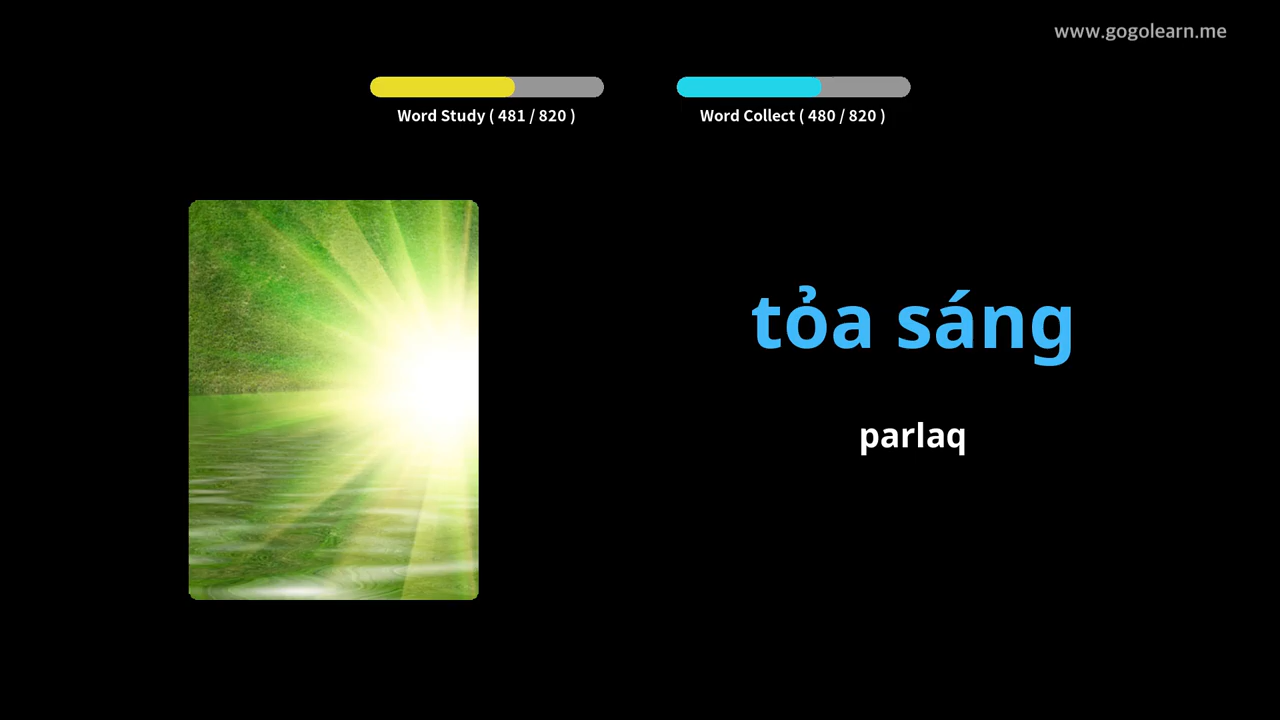 www.gogolearn.me
Word Study ( 481 / 820 )
Word Collect ( 480 / 820 )
tỏa sáng
parlaq